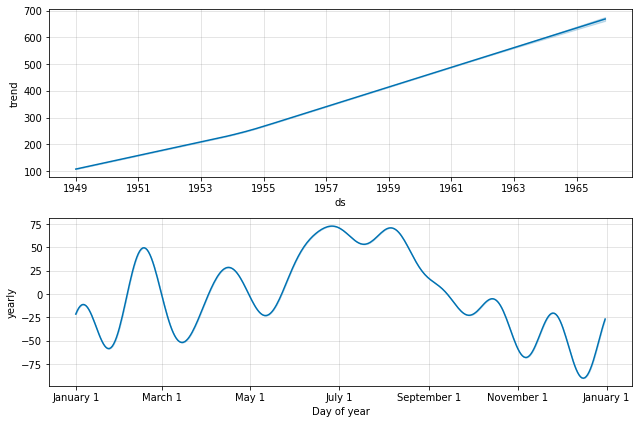 700
600
500
400
300
200
100
trend
1949 1951 1953 1955 1957 1959 1961 1963 1965
ds
75
50
25
0
−25
−50
−75
yearly
January 1 March 1 May 1 July 1 September 1 November 1 January 1
Day of year